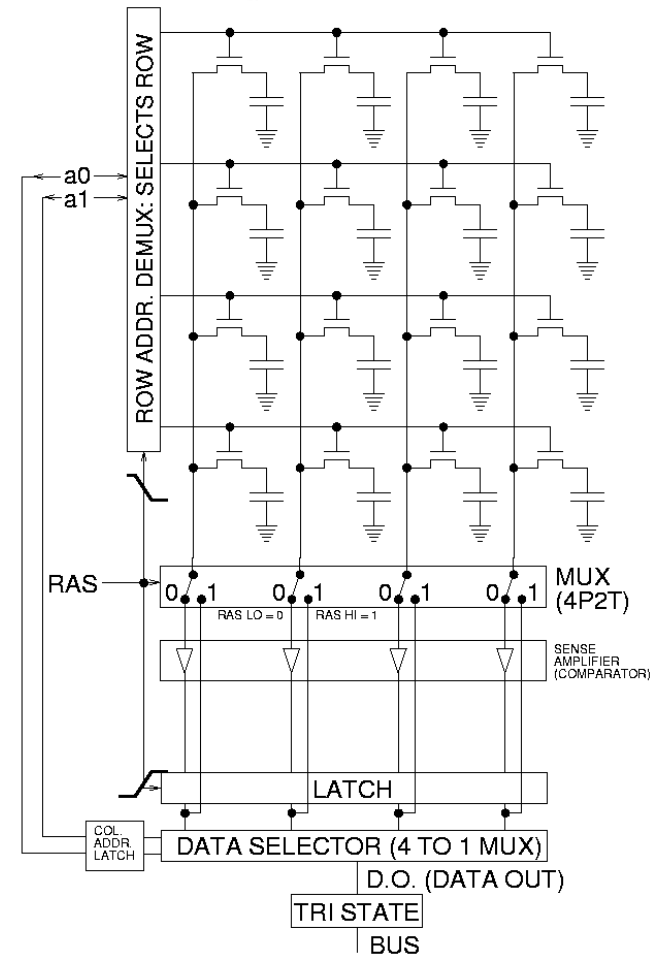 ROW ADDR. DEMUX: SELECTS ROW
a0
a1
RAS
0 1
0 1
0 1
0 1
MUX
(4P2T)
RAS LO = 0
RAS HI = 1
SENSE
AMPLIFIER
(COMPARATOR)
LATCH
COL.
ADDR.
LATCH
DATA SELECTOR (4 TO 1 MUX)
D.O. (DATA OUT)
TRI STATE
BUS